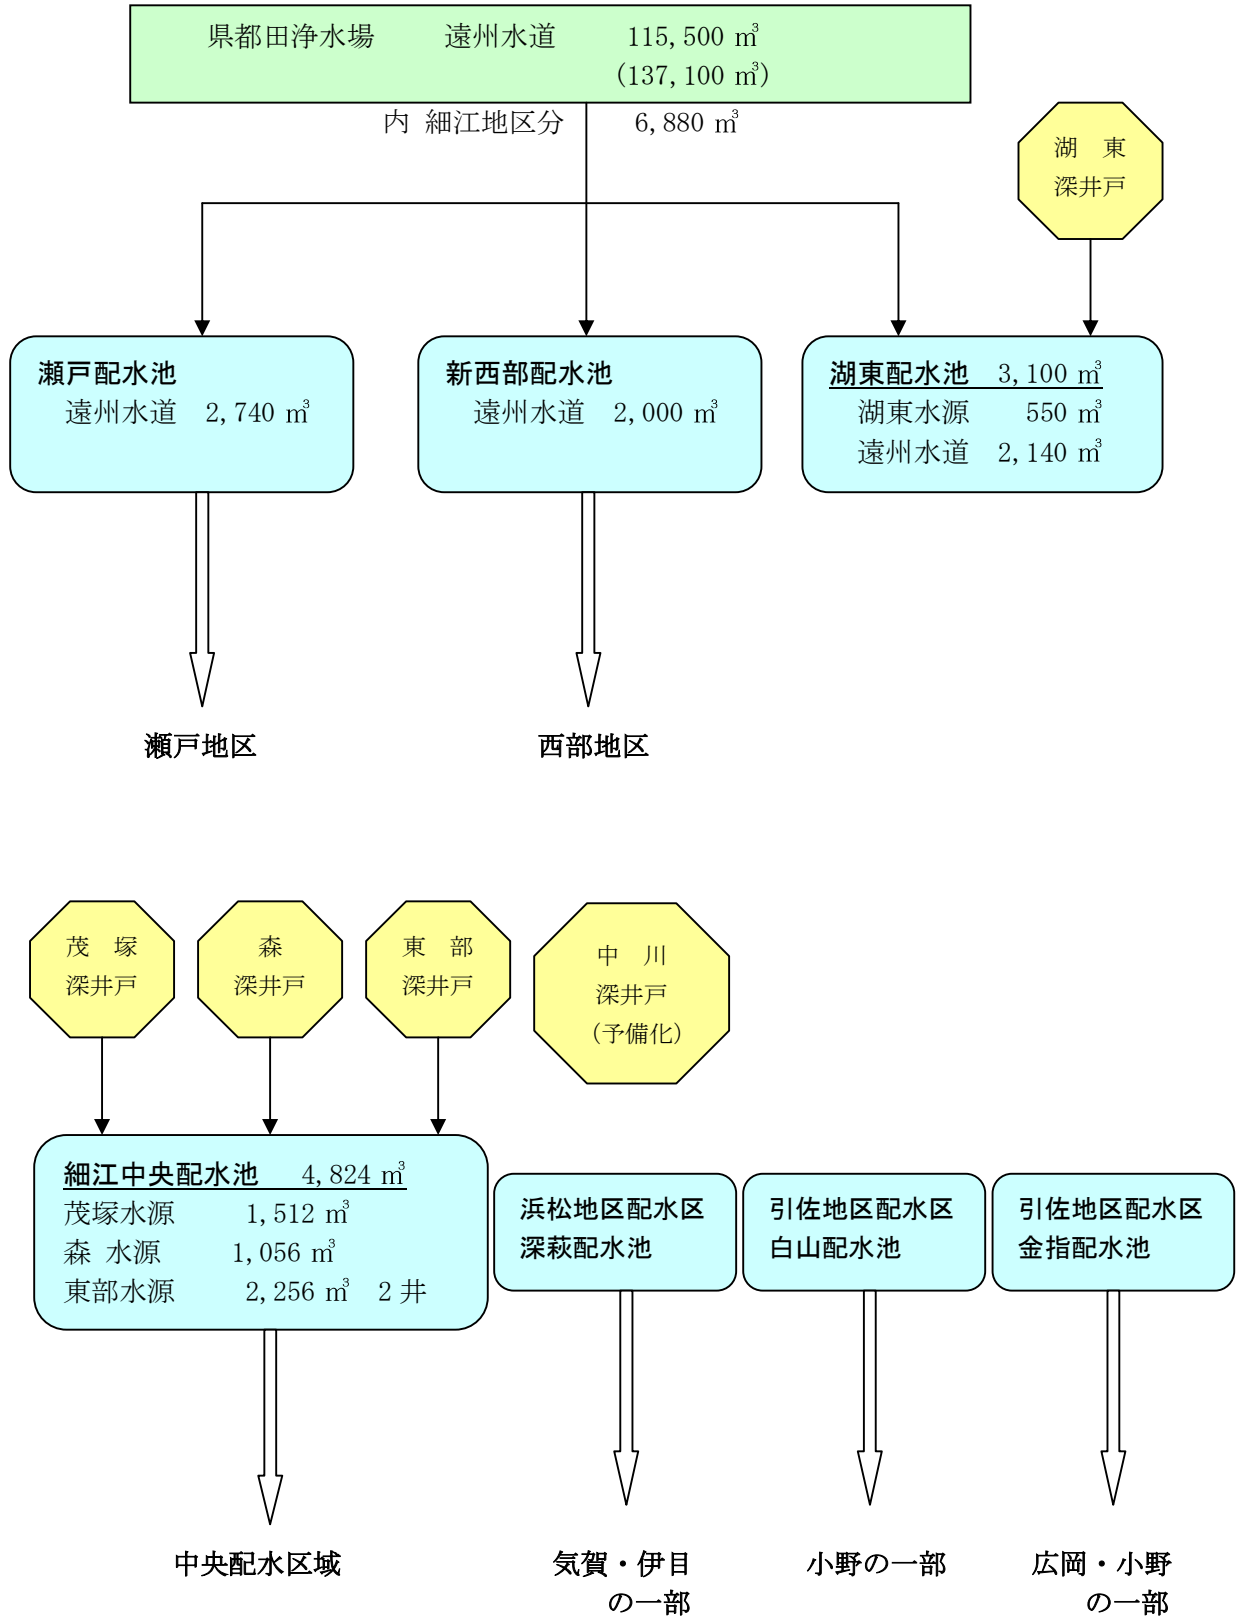 県都田浄水場　遠州水道　115,500 ㎥
(137,100 ㎥)
内 細江地区分　6,880 ㎥
湖　東
深井戸
瀬戸配水池
遠州水道　2,740 ㎥
新西部配水池
遠州水道　2,000 ㎥
湖東配水池　3,100 ㎥
湖東水源　550 ㎥
遠州水道　2,140 ㎥
瀬戸地区
西部地区
茂　塚
深井戸
森
深井戸
東　部
深井戸
中　川
深井戸
(予備化)
細江中央配水池　4,824 ㎥
茂塚水源　1,512 ㎥
森 水源　1,056 ㎥
東部水源　2,256 ㎥　2 井
浜松地区配水区
深萩配水池
引佐地区配水区
白山配水池
引佐地区配水区
金指配水池
中央配水区域
気賀・伊目
の一部
小野の一部
広岡・小野
の一部